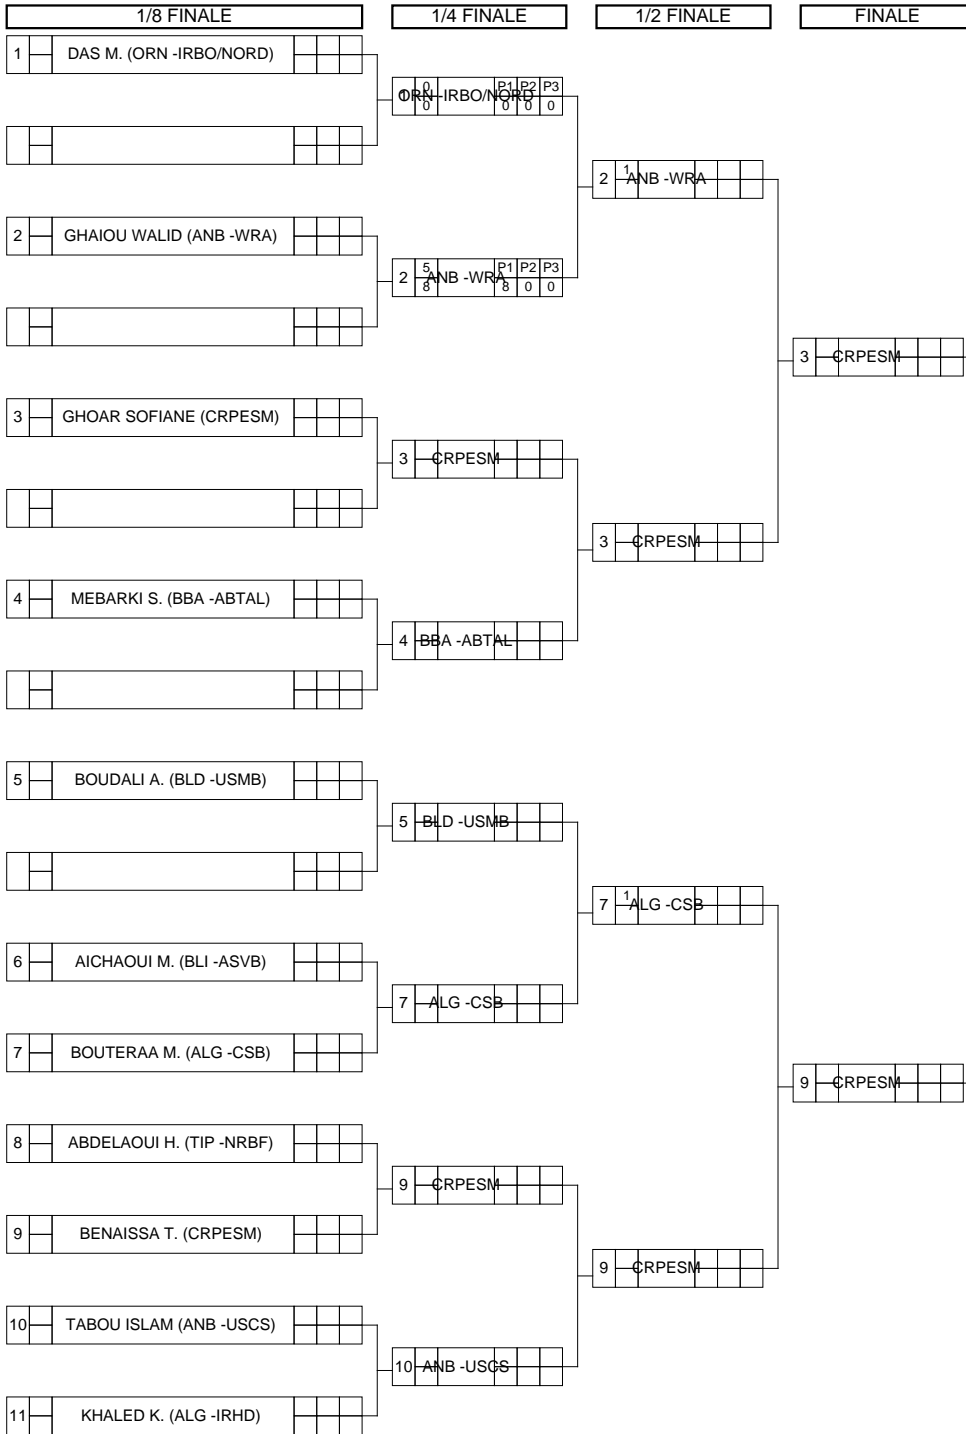 1/8 FINALE 1/4 FINALE 1/2 FINALE FINALE
1 DAS M. (ORN -IRBO/NORD)
1 0 ORN -IRBO/NORD P1 P2 P3
0 0 0 0
2 1 ANB -WRA
2 GHAIOU WALID (ANB -WRA)
2 5 ANB -WRA P1 P2 P3
8 8 0 0
3 CRPESM
3 GHOAR SOFIANE (CRPESM)
3 CRPESM
3 CRPESM
4 MEBARKI S. (BBA -ABTAL)
4 BBA -ABTAL
5 BOUDALI A. (BLD -USMB)
5 BLD -USMB
7 1 ALG -CSB
6 AICHAOUI M. (BLI -ASVB)
7 ALG -CSB
7 BOUTERAA M. (ALG -CSB)
9 CRPESM
8 ABDELAOUI H. (TIP -NRBF)
9 CRPESM
9 BENAISSA T. (CRPESM)
9 CRPESM
10 TABOU ISLAM (ANB -USCS)
10 ANB -USCS
11 KHALED K. (ALG -IRHD)